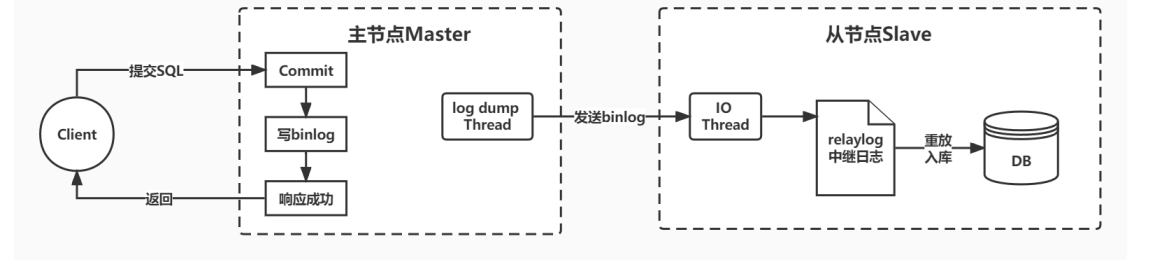 主节点Master
从节点Slave
提交SQL
Commit
Client
写binlog
响应成功
返回
log dump
Thread
发送binlog
IO
Thread
relaylog
中继日志
重放
入库
DB